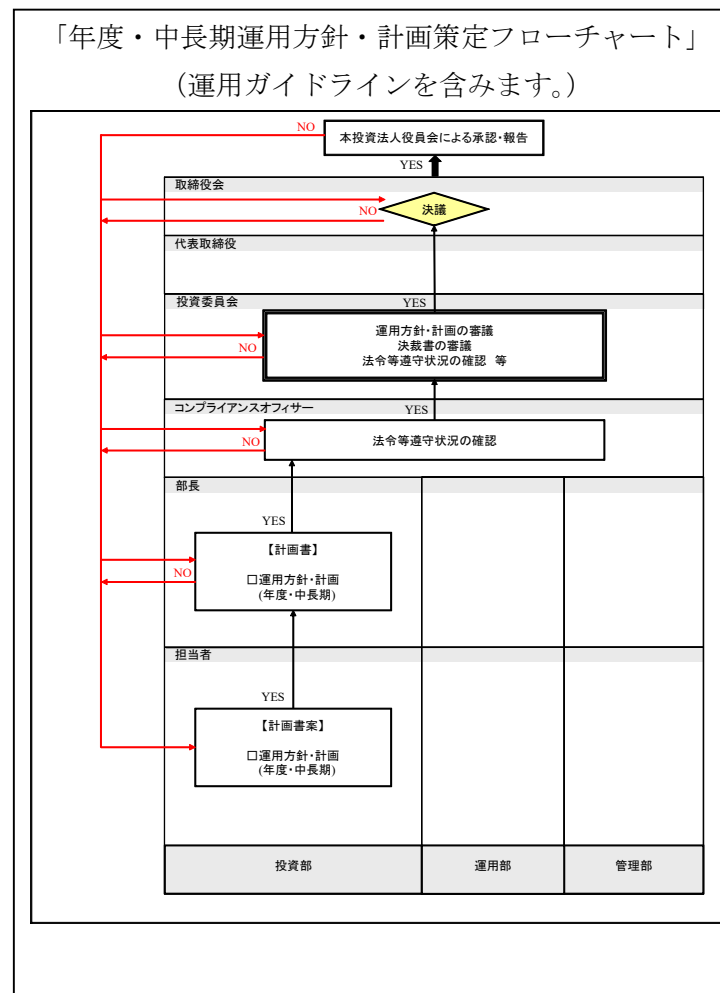 「年度・中長期運用方針・計画策定フローチャート」
（運用ガイドラインを含みます。）
NO
本投資法人役員会による承認・報告
YES
取締役会
NO
決議
代表取締役
投資委員会
YES
運用方針・計画の審議
決裁書の審議
法令等遵守状況の確認 等
NO
コンプライアンスオフィサー
YES
法令等遵守状況の確認
NO
部長
YES
【計画書】
□運用方針・計画
(年度・中長期)
NO
担当者
YES
【計画書案】
□運用方針・計画
(年度・中長期)
投資部 運用部 管理部